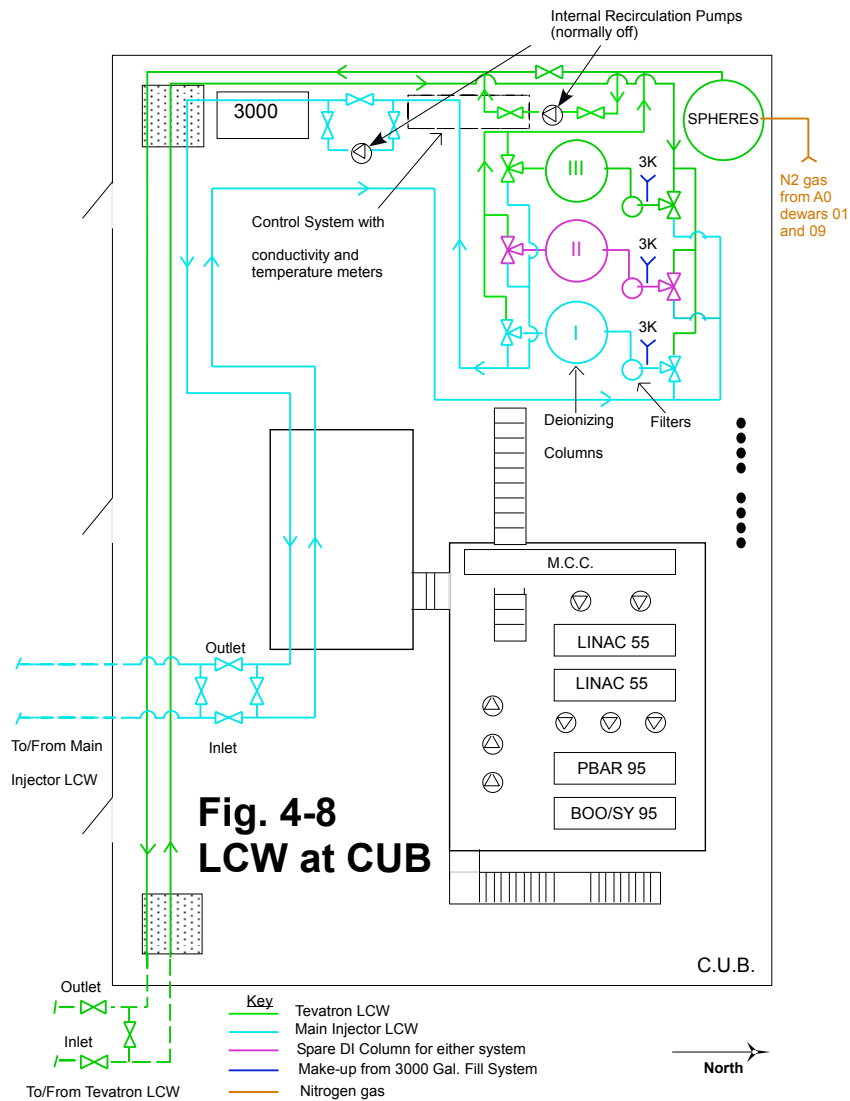 Internal Recirculation Pumps
(normally off)
3000
SPHERES
III
3K
N2 gas
from A0
dewars 01
and 09
Control System with
conductivity and
temperature meters
II
3K
I
3K
Deionizing
Columns
Filters
M.C.C.
LINAC 55
LINAC 55
PBAR 95
BOO/SY 95
Outlet
Inlet
To/From Main
Injector LCW
Fig. 4-8
LCW at CUB
C.U.B.
Outlet
Inlet
To/From Tevatron LCW
Key
Tevatron LCW
Main Injector LCW
Spare DI Column for either system
Make-up from 3000 Gal. Fill System
Nitrogen gas
North